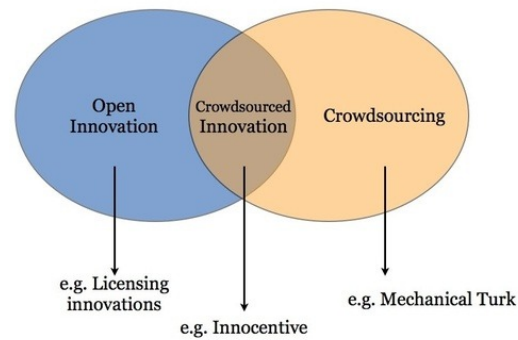 Open
Innovation
Crowdsourced
Innovation
Crowdsourcing
e.g. Licensing
innovations
e.g. Innocentive
e.g. Mechanical Turk